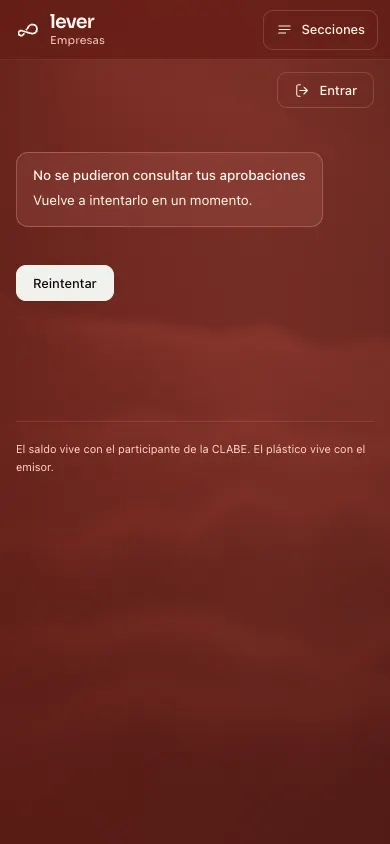 lever
Empresas
Secciones
Entrar
No se pudieron consultar tus aprobaciones
Vuelve a intentarlo en un momento.
Reintentar
El saldo vive con el participante de la CLABE. El plástico vive con el
emisor.